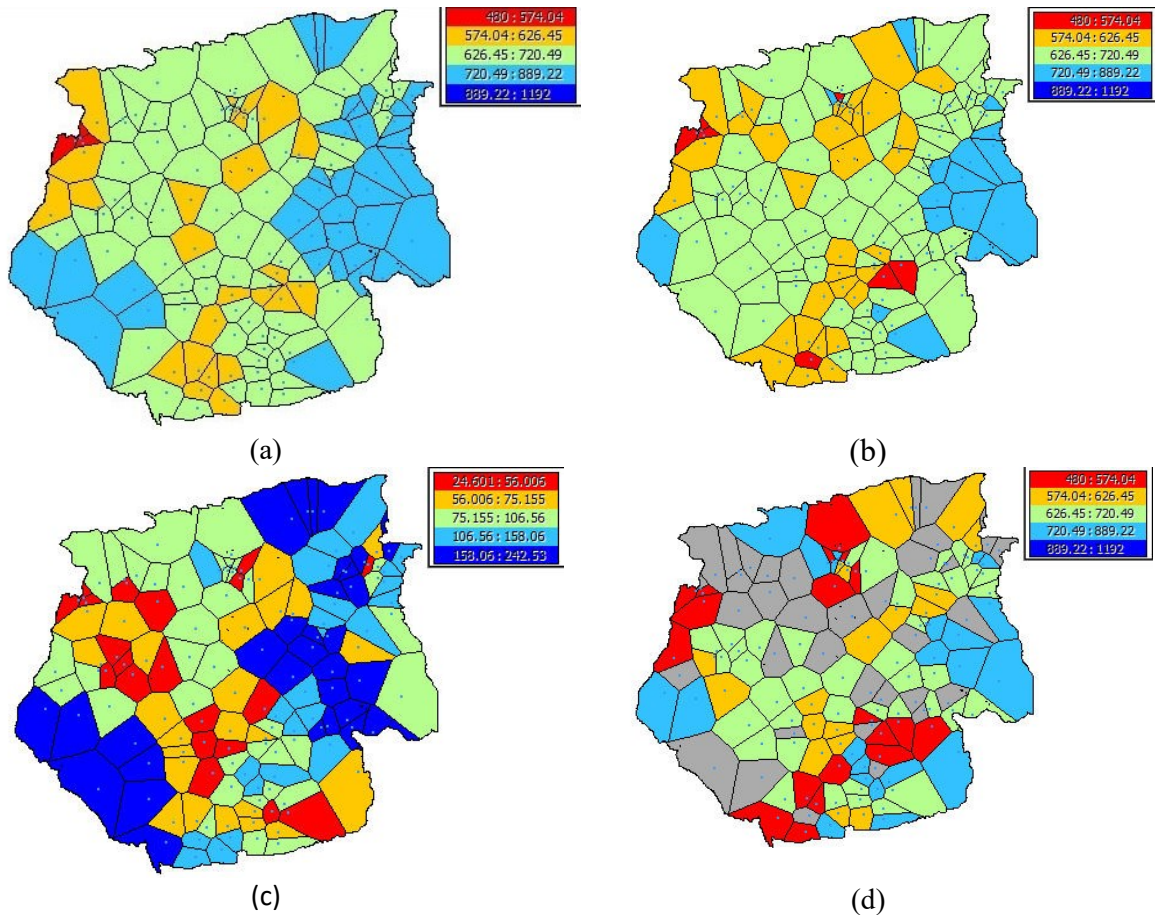 480 : 574.04
574.04 : 626.45
626.45 : 720.49
720.49 : 889.22
889.22 : 1192
(a)
480 : 574.04
574.04 : 626.45
626.45 : 720.49
720.49 : 889.22
889.22 : 1192
(b)
24.601 : 56.006
56.006 : 75.155
75.155 : 106.56
106.56 : 158.06
158.06 : 242.53
(c)
480 : 574.04
574.04 : 626.45
626.45 : 720.49
720.49 : 889.22
889.22 : 1192
(d)